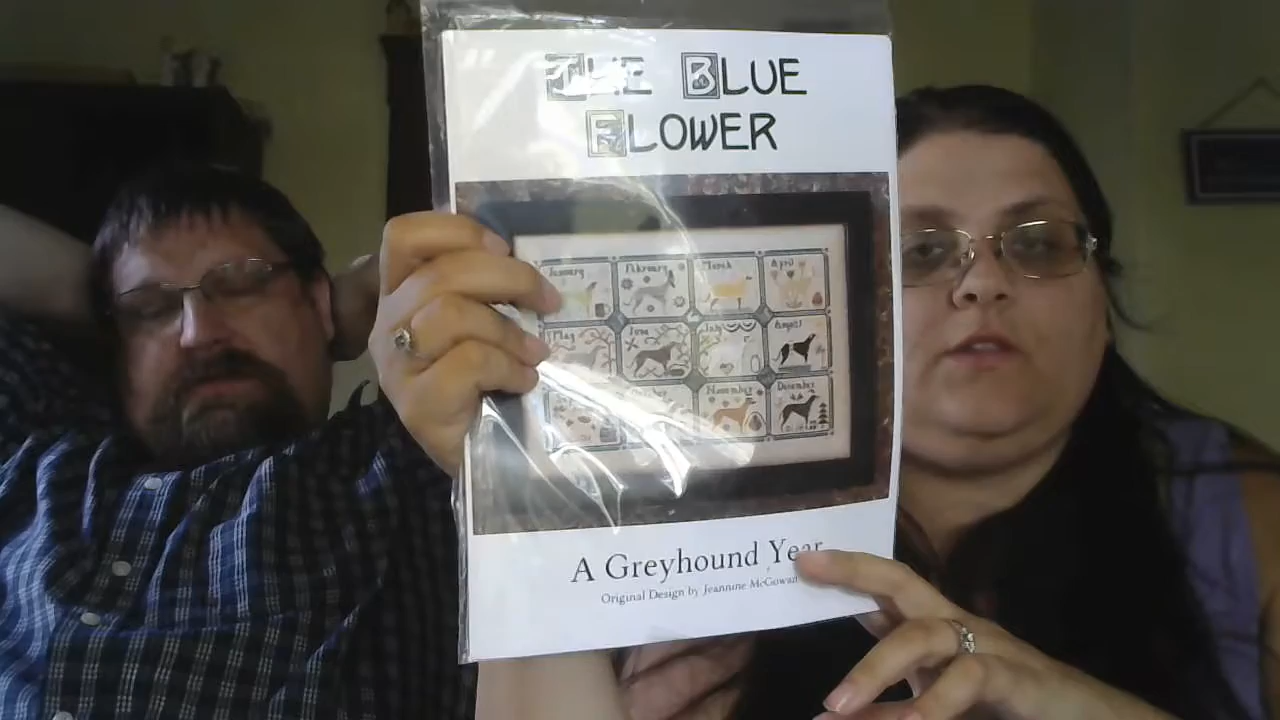 THE BLUE
FLOWER
January February March April
May June July August
October November December
A Greyhound Year
Original Design by Jeannine McGowan